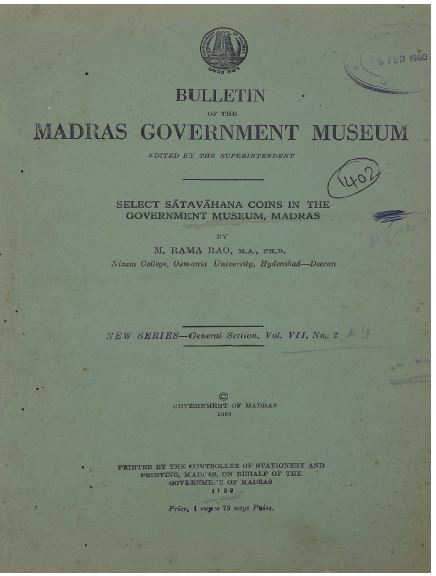 6 FEB 1960
BULLETIN
OF THE
MADRAS GOVERNMENT MUSEUM
EDITED BY THE SUPERINTENDENT
1402
SELECT SĀTAVĀHANA COINS IN THE
GOVERNMENT MUSEUM, MADRAS
BY
M. RAMA RAO, M.A., PH.D.
Nizam College, Osmania University, Hyderabad—Deccan
NEW SERIES—General Section, Vol. VII, No. 2
©
GOVERNMENT OF MADRAS
1959
PRINTED BY THE CONTROLLER OF STATIONERY AND
PRINTING, MADRAS, ON BEHALF OF THE
GOVERNMENT OF MADRAS
1959
Price, 1 rupee 75 naye Paise.